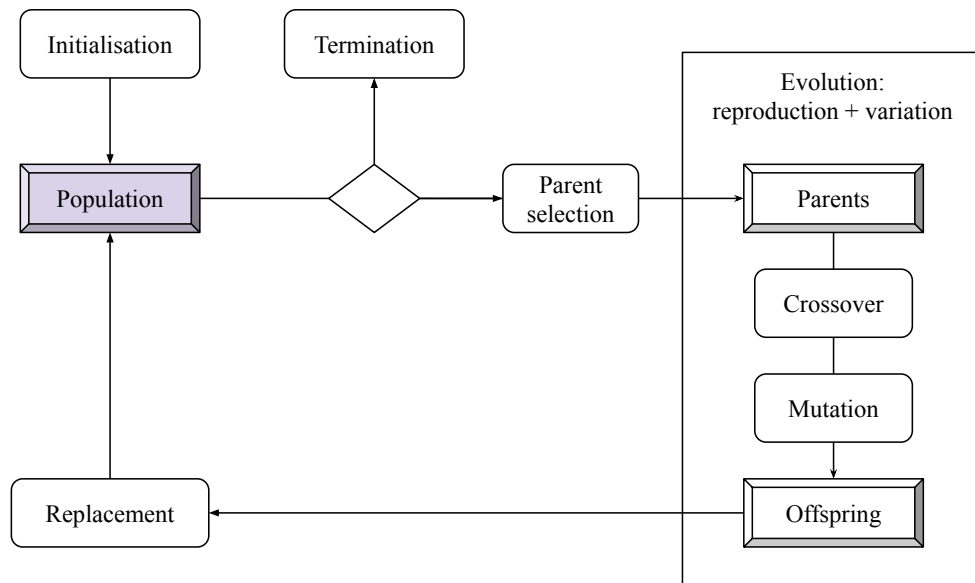 Initialisation
Termination
Evolution:
reproduction + variation
Population
Parent
selection
Parents
Crossover
Mutation
Replacement
Offspring